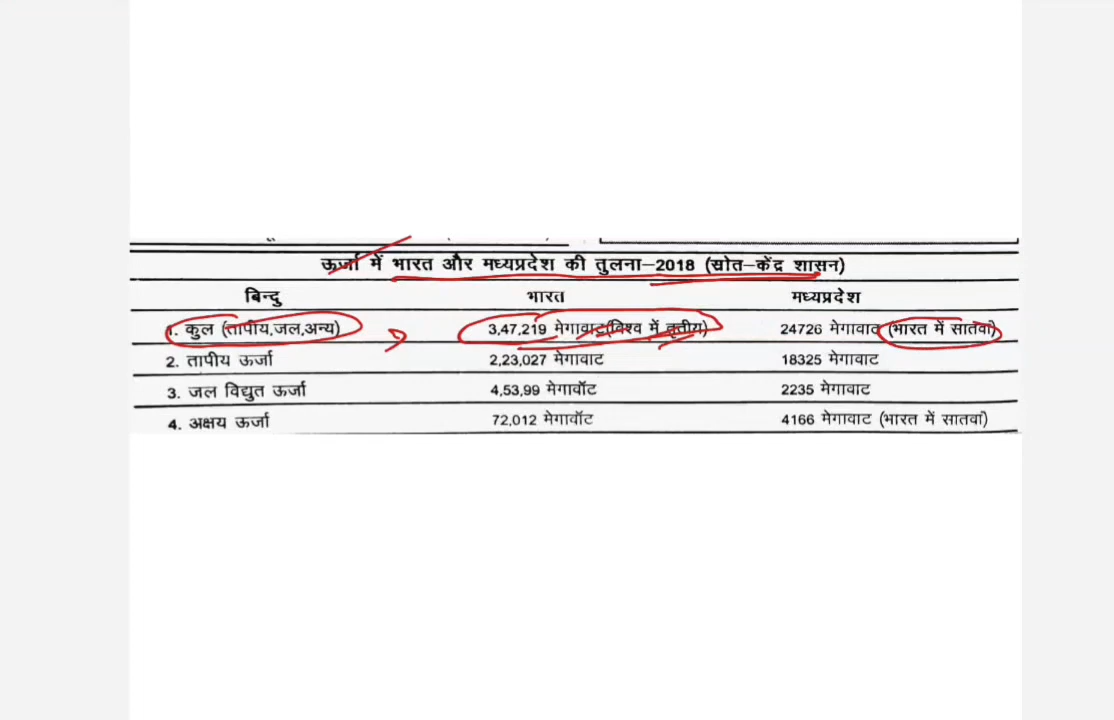 ऊर्जा में भारत और मध्यप्रदेश की तुलना–2018 (स्रोत–केंद्र शासन)
बिन्दु भारत मध्यप्रदेश
1. कुल (तापीय,जल,अन्य) 3,47,219 मेगावाट(विश्व में तृतीय) 24726 मेगावाट (भारत में सातवां)
2. तापीय ऊर्जा 2,23,027 मेगावाट 18325 मेगावाट
3. जल विद्युत ऊर्जा 4,53,99 मेगावॉट 2235 मेगावाट
4. अक्षय ऊर्जा 72,012 मेगावॉट 4166 मेगावाट (भारत में सातवां)